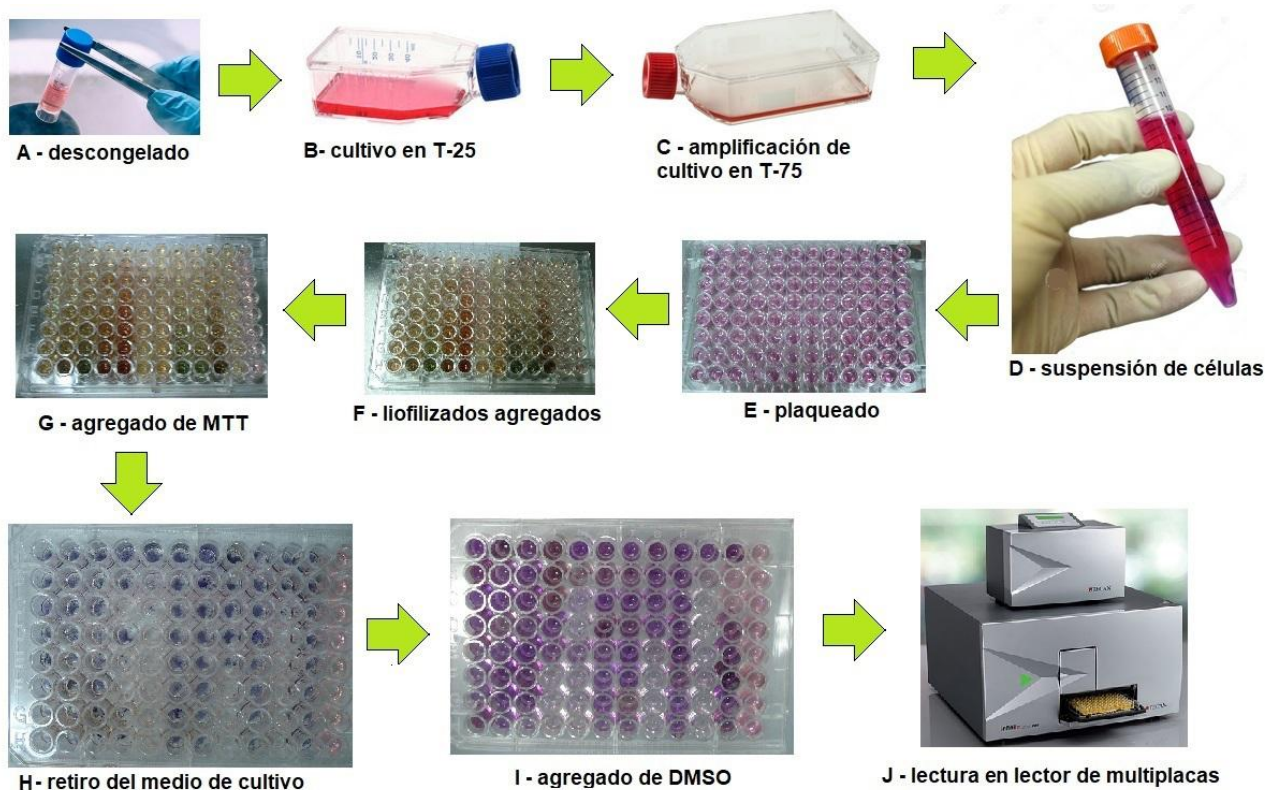 A - descongelado
B- cultivo en T-25
C - amplificación de
cultivo en T-75
D - suspensión de células
E - plaqueado
F - liofilizados agregados
G - agregado de MTT
H- retiro del medio de cultivo
I - agregado de DMSO
J - lectura en lector de multiplacas